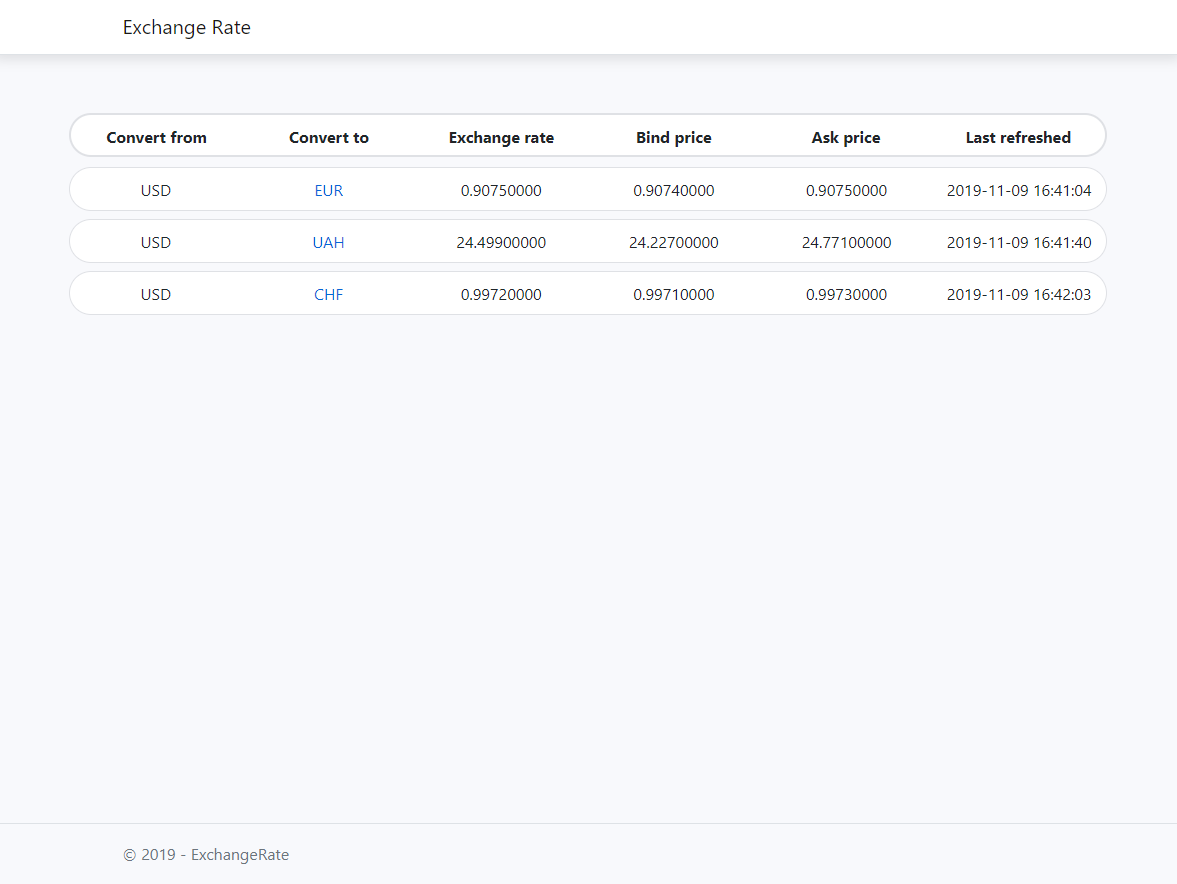 Exchange Rate
Convert from Convert to Exchange rate Bind price Ask price Last refreshed
USD EUR 0.90750000 0.90740000 0.90750000 2019-11-09 16:41:04
USD UAH 24.49900000 24.22700000 24.77100000 2019-11-09 16:41:40
USD CHF 0.99720000 0.99710000 0.99730000 2019-11-09 16:42:03
© 2019 - ExchangeRate